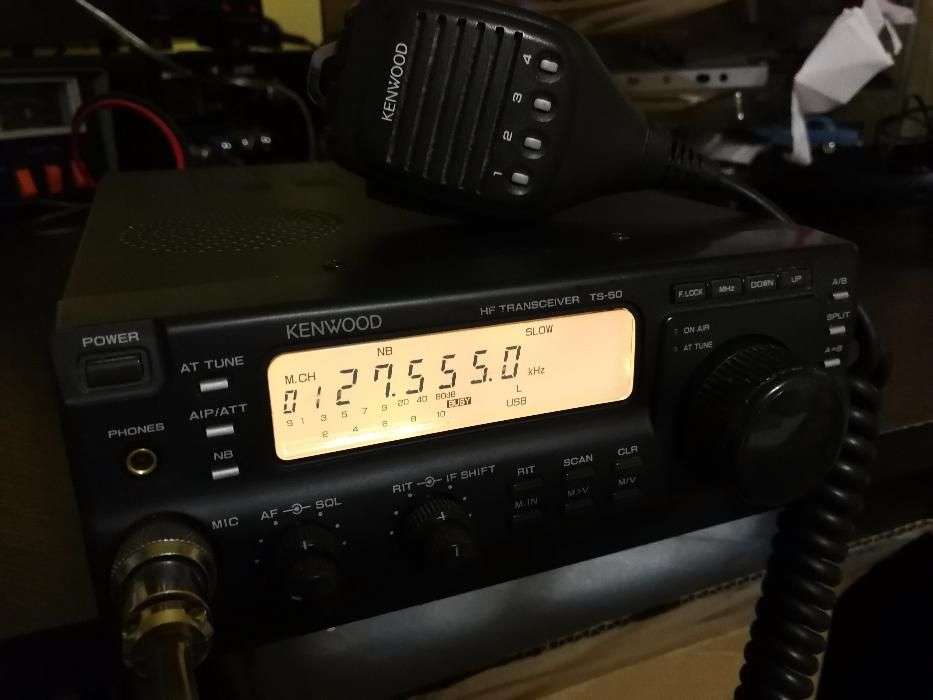 KENWOOD
4
3
2
1
POWER
KENWOOD
HF TRANSCEIVER TS-50
F.LOCK MHz DOWN UP
A/B
SPLIT
A=B
ON AIR
AT TUNE
AT TUNE
AIP/ATT
NB
PHONES
MIC
NB SLOW
M.CH
01 27.555.0 kHz
S 1 3 5 7 9 20 40 60dB
2 4 6 8 10
BUSY
L
USB
AF SQL
RIT IF SHIFT
RIT SCAN CLR
M.IN M>V M/V